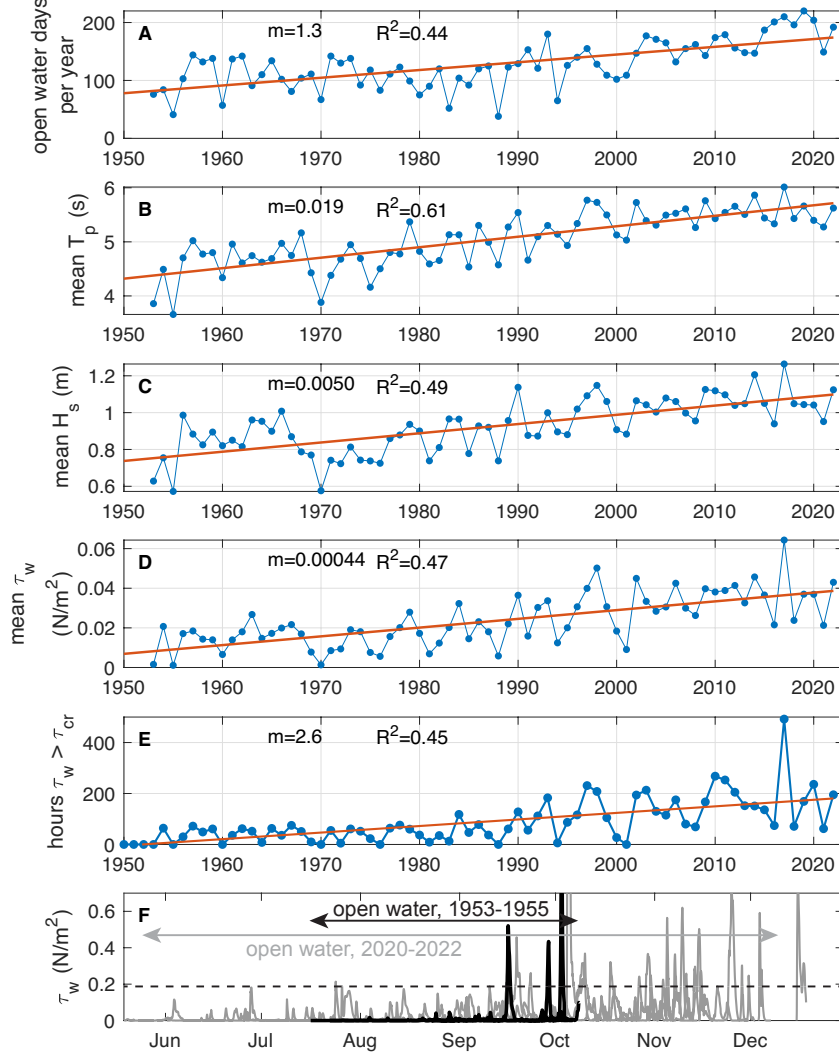 open water days
per year
A
m=1.3
R²=0.44
200
100
0
1950
1960
1970
1980
1990
2000
2010
2020
mean Tp (s)
B
m=0.019
R²=0.61
6
5
4
1950
1960
1970
1980
1990
2000
2010
2020
mean Hs (m)
C
m=0.0050
R²=0.49
1.2
1
0.8
0.6
1950
1960
1970
1980
1990
2000
2010
2020
mean τw
(N/m²)
D
m=0.00044
R²=0.47
0.06
0.04
0.02
0
1950
1960
1970
1980
1990
2000
2010
2020
hours τw > τcr
E
m=2.6
R²=0.45
400
200
0
1950
1960
1970
1980
1990
2000
2010
2020
τw (N/m²)
F
open water, 1953-1955
open water, 2020-2022
0.6
0.4
0.2
0
Jun
Jul
Aug
Sep
Oct
Nov
Dec